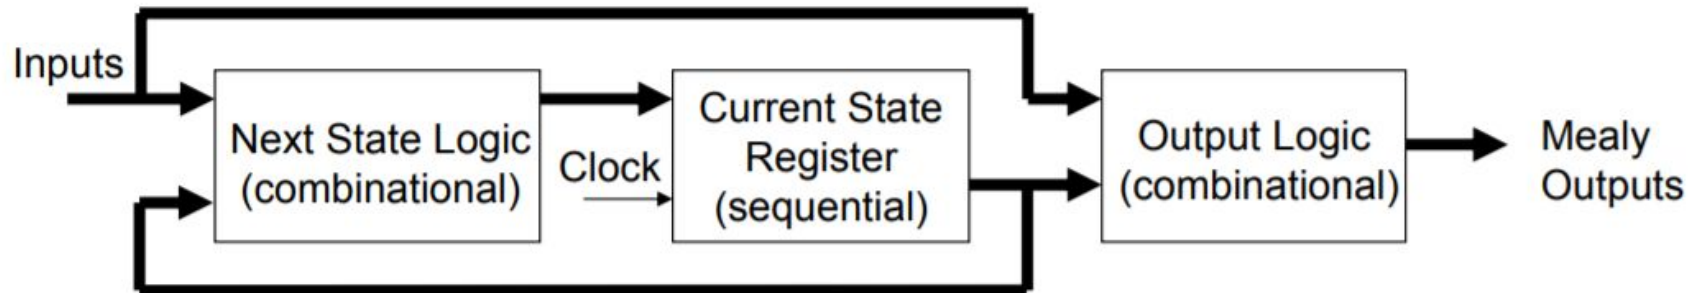 Inputs
Next State Logic
(combinational)
Clock
Current State
Register
(sequential)
Output Logic
(combinational)
Mealy
Outputs